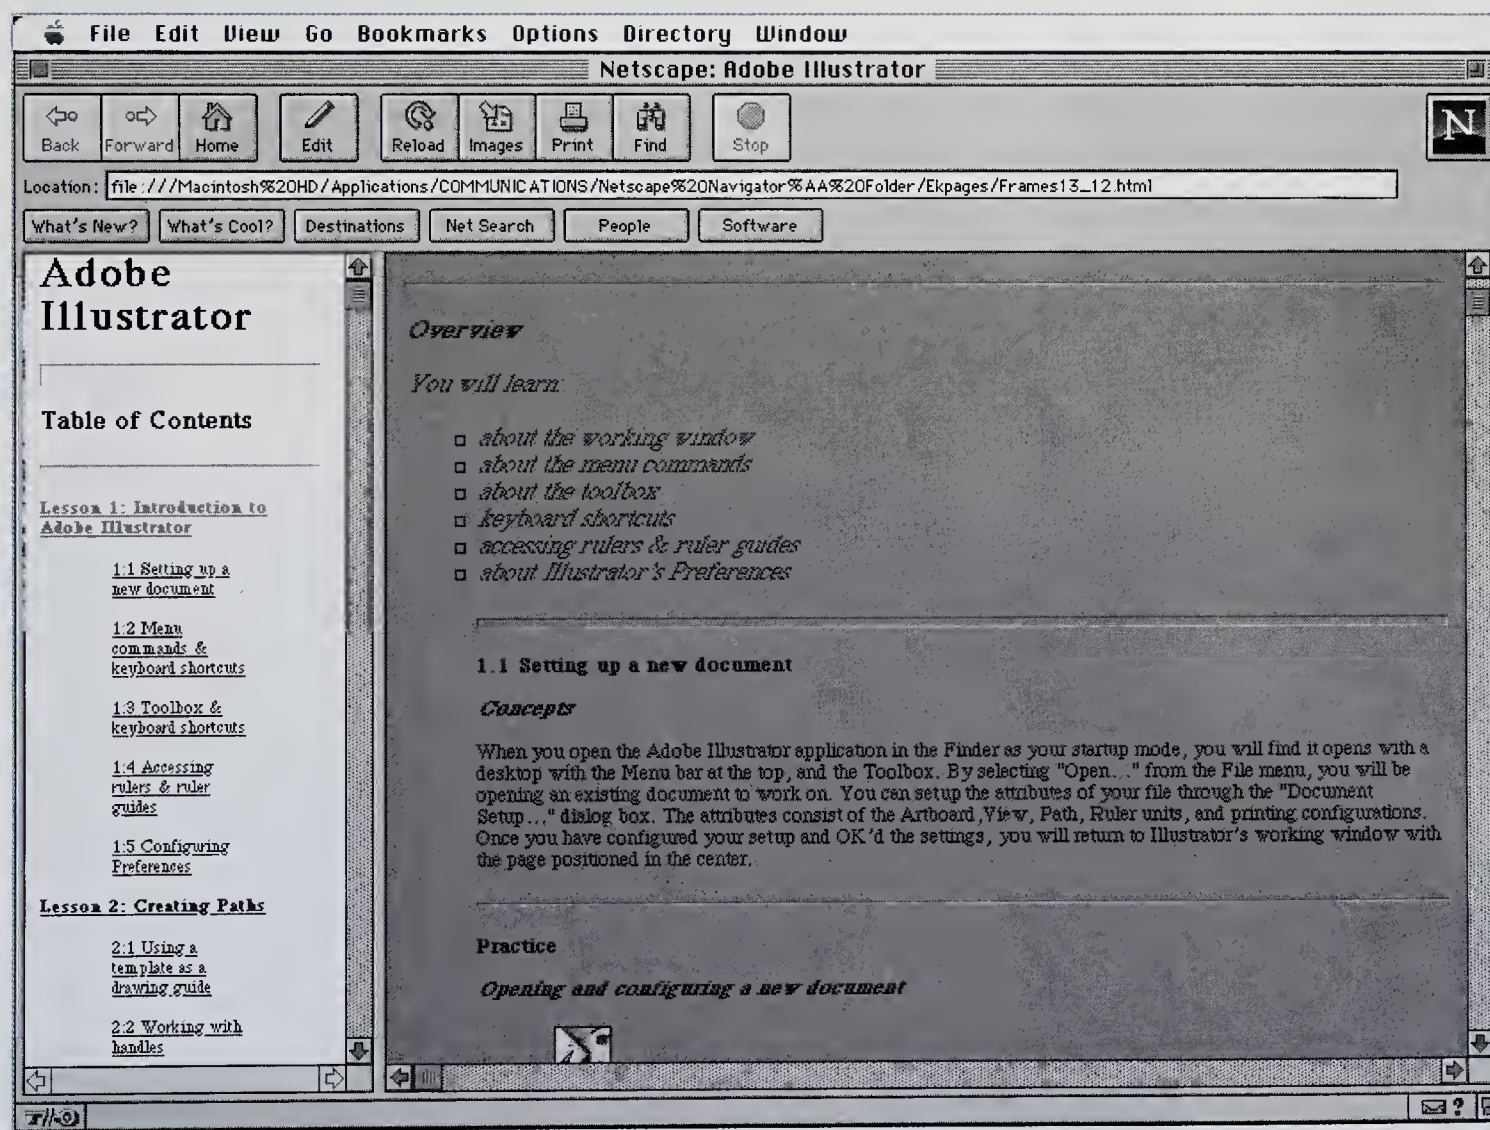 File Edit View Go Bookmarks Options Directory Window
Netscape: Adobe Illustrator
Back Forward Home Edit Reload Images Print Find Stop
N
Location: file:///Macintosh%20HD/Applications/COMMUNICATIONS/Netscape%20Navigator%AA%20Folder/Ekpages/Frames13_12.html
What's New? What's Cool? Destinations Net Search People Software
Adobe
Illustrator
Table of Contents
Lesson 1: Introduction to
Adobe Illustrator
1:1 Setting up a
new document
1:2 Menu
commands &
keyboard shortcuts
1:3 Toolbox &
keyboard shortcuts
1:4 Accessing
rulers & ruler
guides
1:5 Configuring
Preferences
Lesson 2: Creating Paths
2:1 Using a
template as a
drawing guide
2:2 Working with
handles
Overview
You will learn:
about the working window
about the menu commands
about the toolbox
keyboard shortcuts
accessing rulers & ruler guides
about Illustrator's Preferences
1.1 Setting up a new document
Concepts
When you open the Adobe Illustrator application in the Finder as your startup mode, you will find it opens with a
desktop with the Menu bar at the top, and the Toolbox. By selecting "Open..." from the File menu, you will be
opening an existing document to work on. You can setup the attributes of your file through the "Document
Setup..." dialog box. The attributes consist of the Artboard,View, Path, Ruler units, and printing configurations.
Once you have configured your setup and OK'd the settings, you will return to Illustrator's working window with
the page positioned in the center.
Practice
Opening and configuring a new document
?